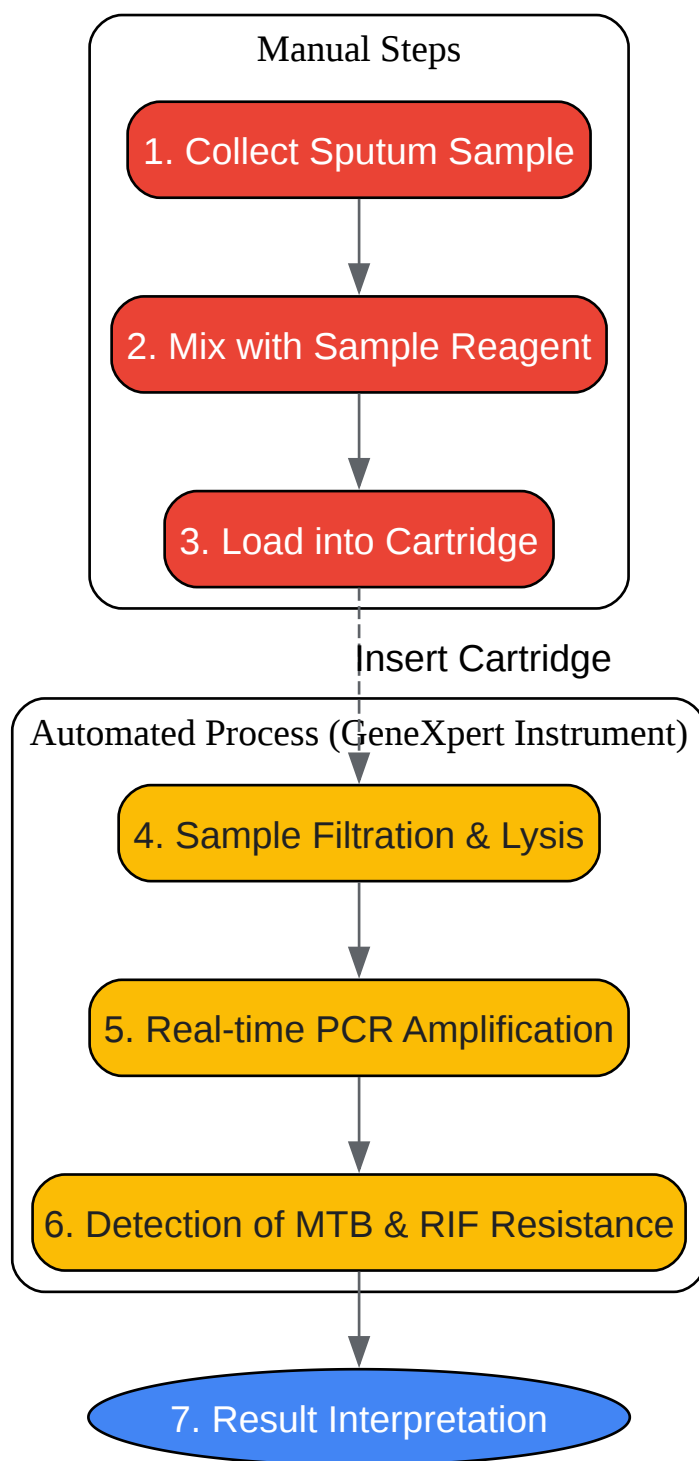 Manual Steps
1. Collect Sputum Sample
2. Mix with Sample Reagent
3. Load into Cartridge
Insert Cartridge
Automated Process (GeneXpert Instrument)
4. Sample Filtration & Lysis
5. Real-time PCR Amplification
6. Detection of MTB & RIF Resistance
7. Result Interpretation